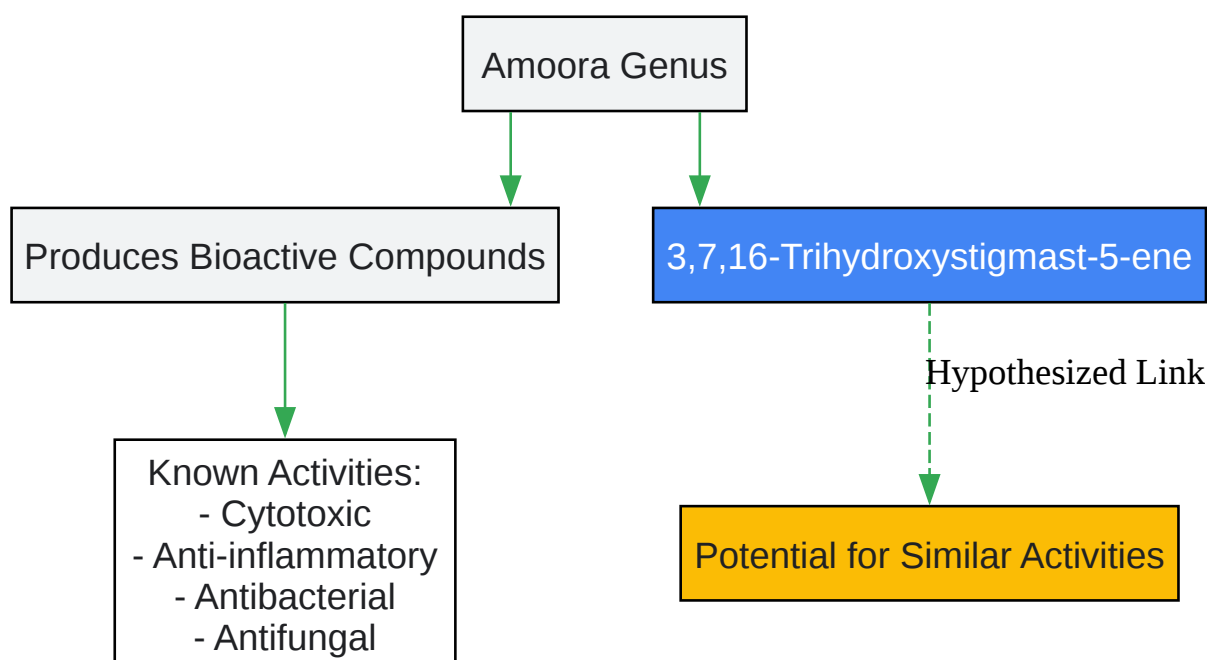 Amoora Genus
Produces Bioactive Compounds
3,7,16-Trihydroxystigmast-5-ene
Hypothesized Link
Known Activities:
- Cytotoxic
- Anti-inflammatory
- Antibacterial
- Antifungal
Potential for Similar Activities